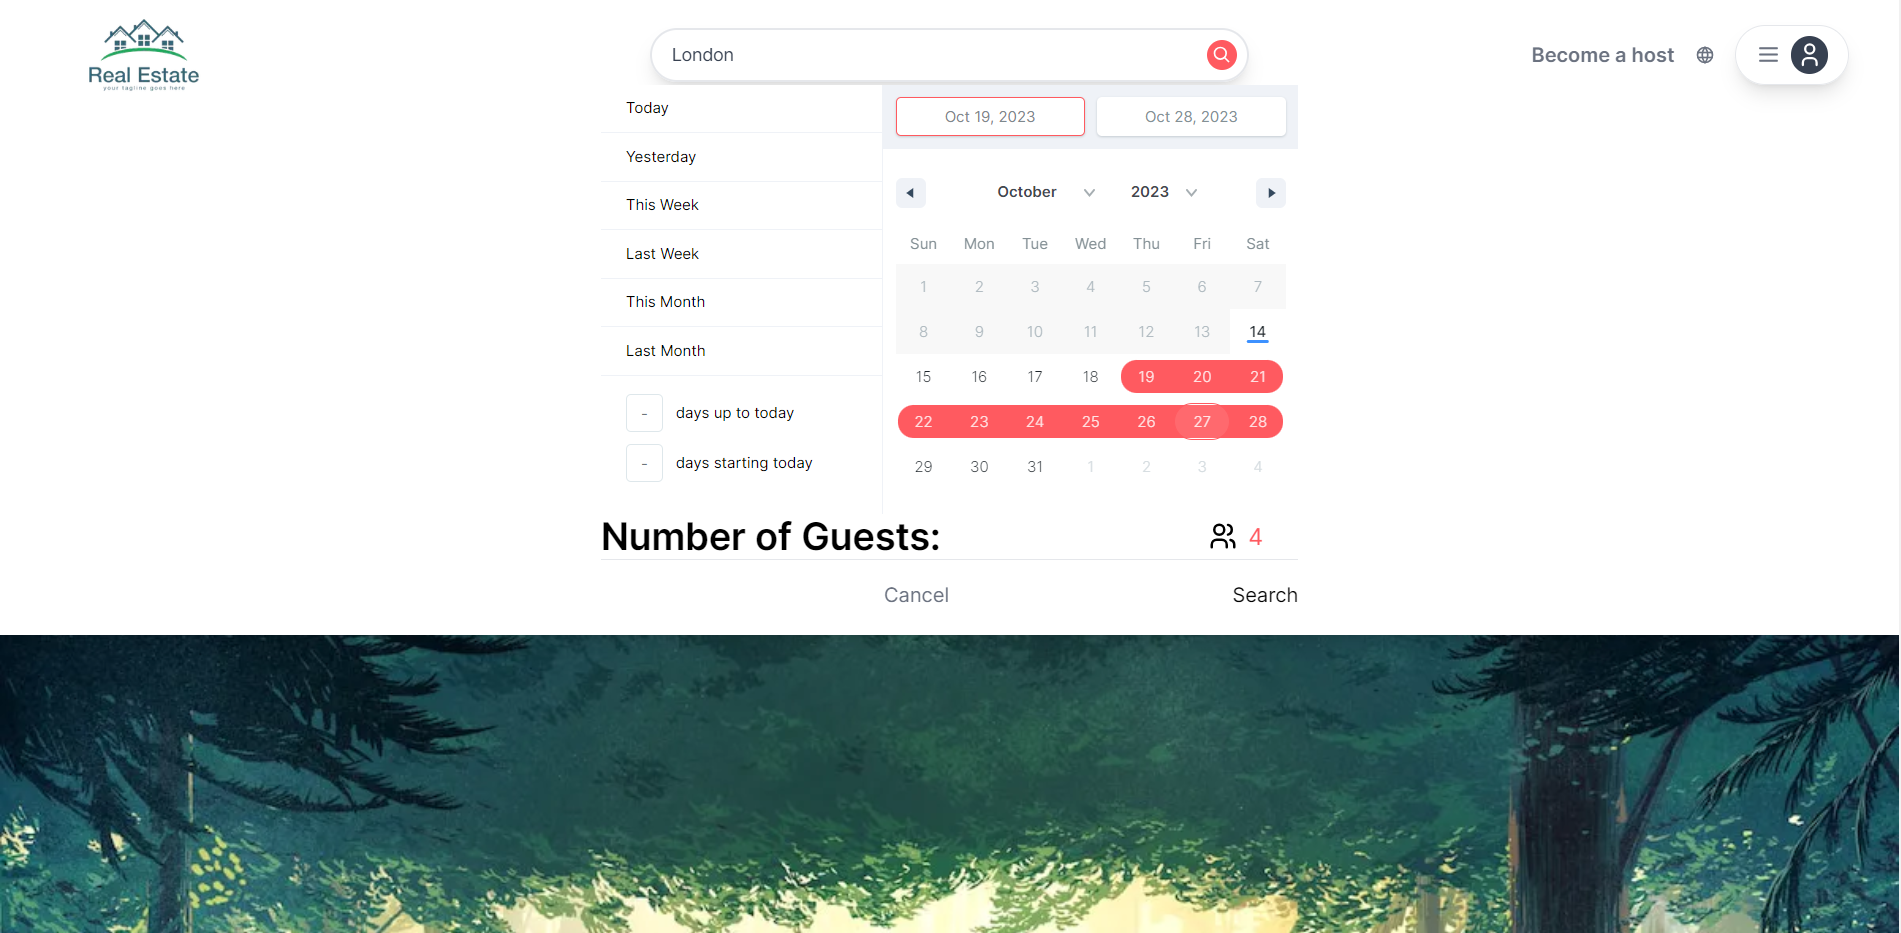 Real Estate
your tagline goes here
London
Become a host
Today
Yesterday
This Week
Last Week
This Month
Last Month
- days up to today
- days starting today
Oct 19, 2023 Oct 28, 2023
October 2023
Sun Mon Tue Wed Thu Fri Sat
1 2 3 4 5 6 7
8 9 10 11 12 13 14
15 16 17 18 19 20 21
22 23 24 25 26 27 28
29 30 31 1 2 3 4
Number of Guests: 4
Cancel Search